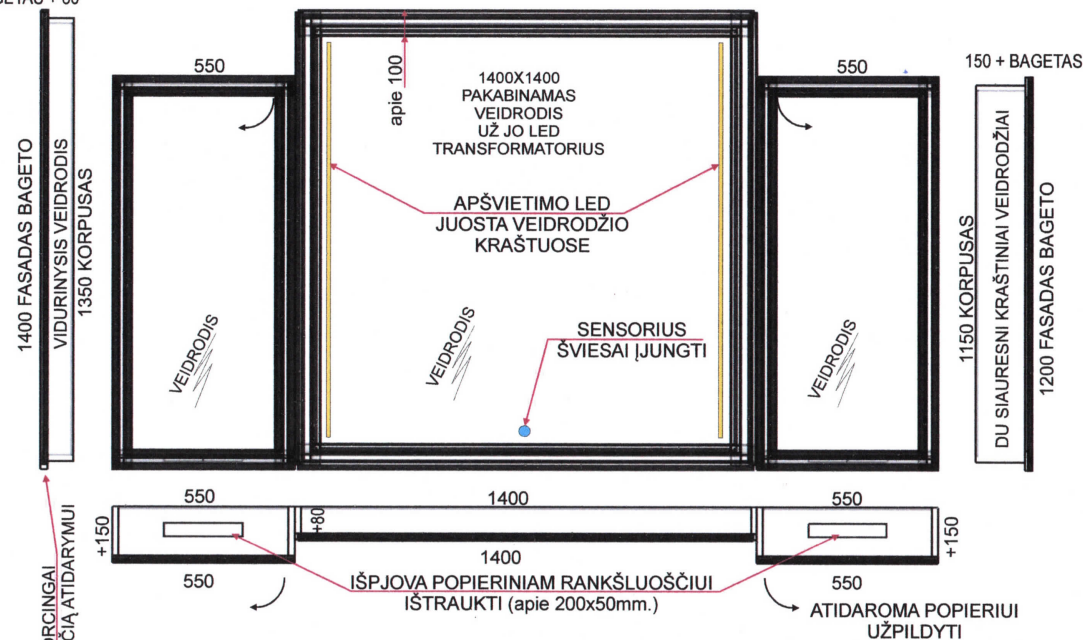 550
apie 100
1400X1400
PAKABINAMAS
VEIDRODIS
UŽ JO LED
TRANSFORMATORIUS
550
150 + BAGETAS
1400 FASADAS BAGETO
VIDURINYSIS VEIDRODIS
1350 KORPUSAS
APŠVIETIMO LED
JUOSTA VEIDRODŽIO
KRAŠTUOSE
VEIDRODIS
VEIDRODIS
VEIDRODIS
SENSORIUS
ŠVIESAI ĮJUNGTI
1150 KORPUSAS
DU SIAURESNI KRAŠTINIAI VEIDRODŽIAI
1200 FASADAS BAGETO
550
1400
550
+150
+80
+150
550
1400
550
IŠPJOVA POPIERINIAM RANKŠLUOŠČIUI
IŠTRAUKTI (apie 200x50mm.)
ATIDAROMA POPIERIUI
UŽPILDYTI
ATIDARYMUI